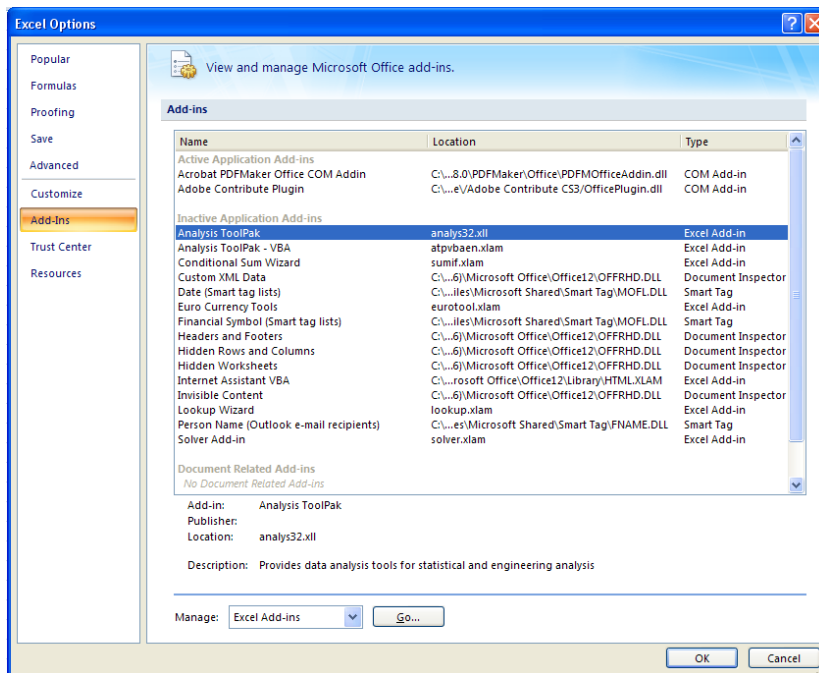 Excel Options
Popular
Formulas
Proofing
Save
Advanced
Customize
Add-Ins
Trust Center
Resources
View and manage Microsoft Office add-ins.
Add-ins
Name Location Type
Active Application Add-ins
Acrobat PDFMaker Office COM Addin C:\...8.0\PDFMaker\Office\PDFMOfficeAddin.dll COM Add-in
Adobe Contribute Plugin C:\...e\/Adobe Contribute CS3/OfficePlugin.dll COM Add-in
Inactive Application Add-ins
Analysis ToolPak analys32.xll Excel Add-in
Analysis ToolPak - VBA atpvbaen.xlam Excel Add-in
Conditional Sum Wizard sumif.xlam Excel Add-in
Custom XML Data C:\...6)\Microsoft Office\Office12\OFFRHD.DLL Document Inspector
Date (Smart tag lists) C:\...iles\Microsoft Shared\Smart Tag\MOFL.DLL Smart Tag
Euro Currency Tools eurotool.xlam Excel Add-in
Financial Symbol (Smart tag lists) C:\...iles\Microsoft Shared\Smart Tag\MOFL.DLL Smart Tag
Headers and Footers C:\...6)\Microsoft Office\Office12\OFFRHD.DLL Document Inspector
Hidden Rows and Columns C:\...6)\Microsoft Office\Office12\OFFRHD.DLL Document Inspector
Hidden Worksheets C:\...6)\Microsoft Office\Office12\OFFRHD.DLL Document Inspector
Internet Assistant VBA C:\...rosoft Office\Office12\Library\HTML.XLAM Excel Add-in
Invisible Content C:\...6)\Microsoft Office\Office12\OFFRHD.DLL Document Inspector
Lookup Wizard lookup.xlam Excel Add-in
Person Name (Outlook e-mail recipients) C:\...es\Microsoft Shared\Smart Tag\FNAME.DLL Smart Tag
Solver Add-in solver.xlam Excel Add-in
Document Related Add-ins
No Document Related Add-ins
Add-in: Analysis ToolPak
Publisher:
Location: analys32.xll
Description: Provides data analysis tools for statistical and engineering analysis
Manage: Excel Add-ins Go...
OK Cancel